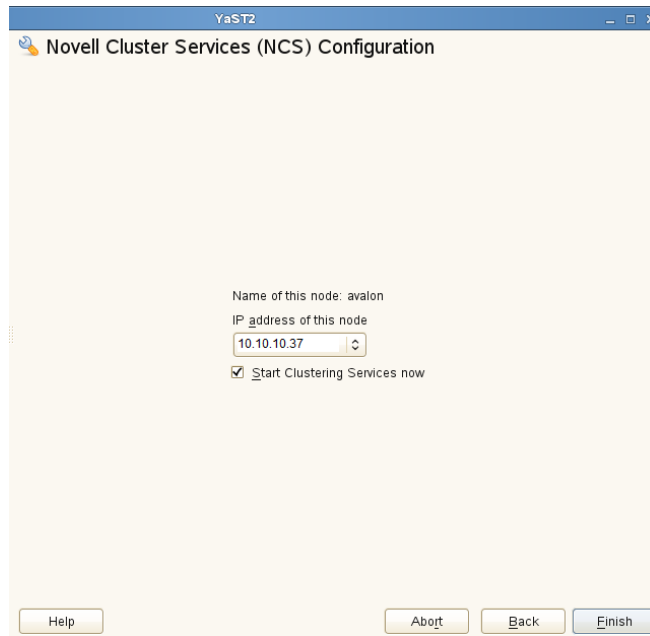 YaST2
Novell Cluster Services (NCS) Configuration
Name of this node: avalon
IP address of this node
10.10.10.37
Start Clustering Services now
Help
Abort
Back
Finish